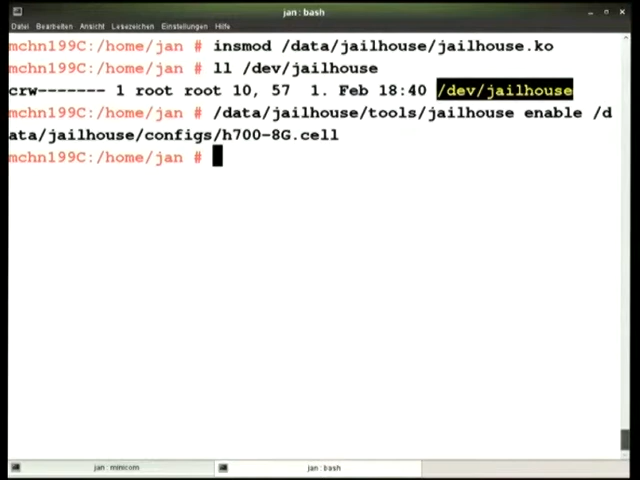 jan : bash
Datei Bearbeiten Ansicht Lesezeichen Einstellungen Hilfe
mchn199C:/home/jan # insmod /data/jailhouse/jailhouse.ko
mchn199C:/home/jan # ll /dev/jailhouse
crw------- 1 root root 10, 57 1. Feb 18:40 /dev/jailhouse
mchn199C:/home/jan # /data/jailhouse/tools/jailhouse enable /d
ata/jailhouse/configs/h700-8G.cell
mchn199C:/home/jan #
jan : minicom jan : bash